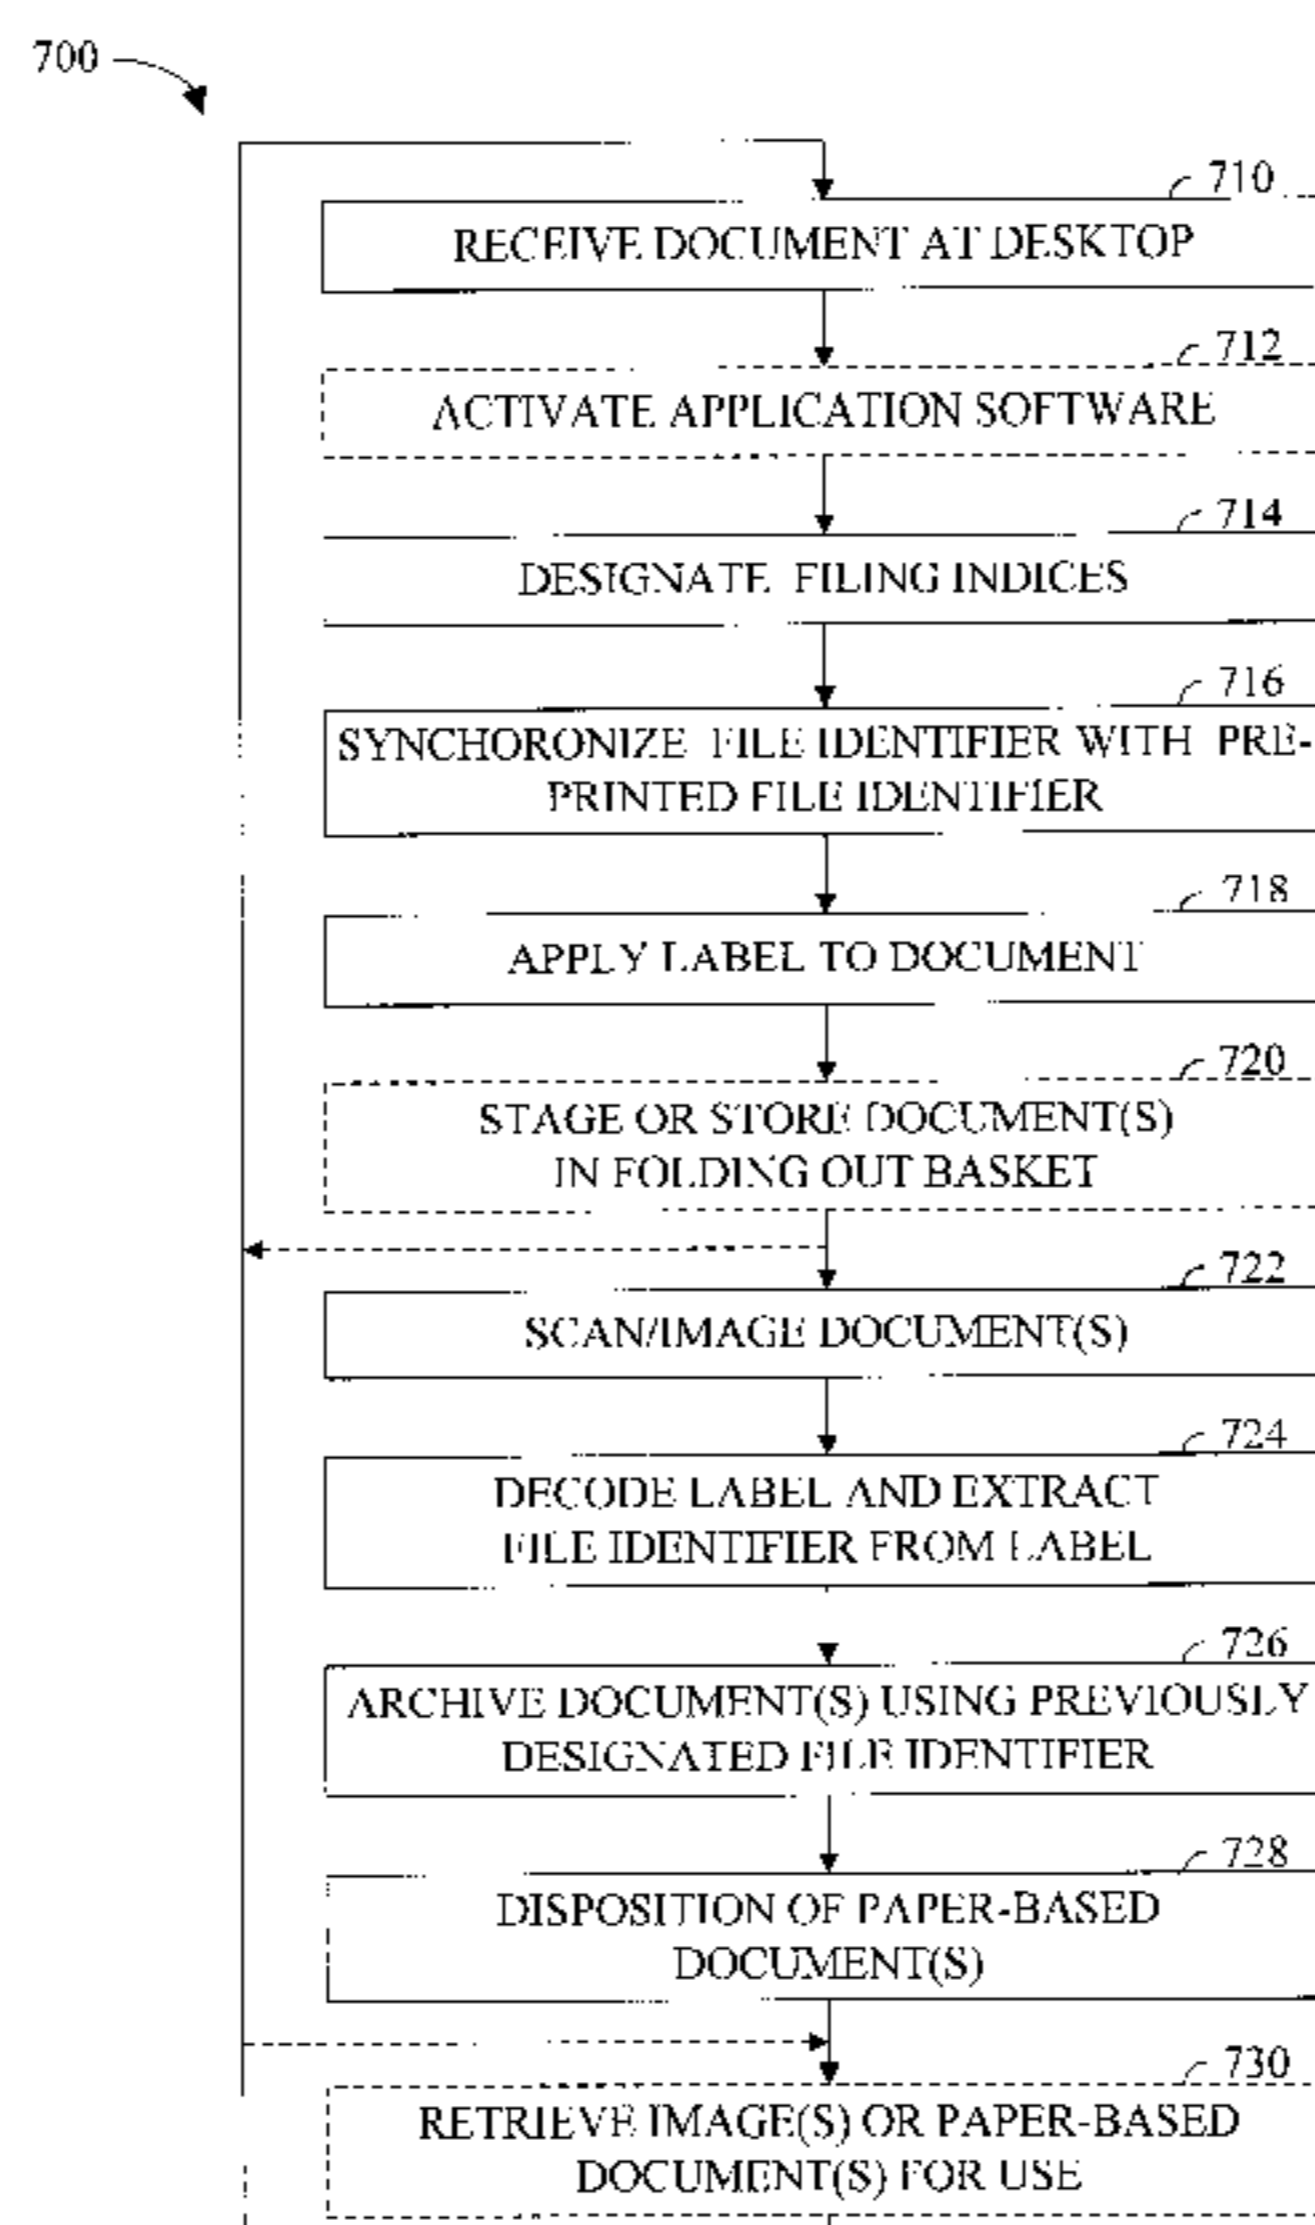 700
710
RECEIVE DOCUMENT AT DESKTOP
712
ACTIVATE APPLICATION SOFTWARE
714
DESIGNATE FILING INDICES
716
SYNCHORONIZE FILE IDENTIFIER WITH PRE-
PRINTED FILE IDENTIFIER
718
APPLY LABEL TO DOCUMENT
720
STAGE OR STORE DOCUMENT(S)
IN FOLDING OUT BASKET
722
SCAN/IMAGE DOCUMENT(S)
724
DECODE LABEL AND EXTRACT
FILE IDENTIFIER FROM LABEL
726
ARCHIVE DOCUMENT(S) USING PREVIOUSLY
DESIGNATED FILE IDENTIFIER
728
DISPOSITION OF PAPER-BASED
DOCUMENT(S)
730
RETRIEVE IMAGE(S) OR PAPER-BASED
DOCUMENT(S) FOR USE